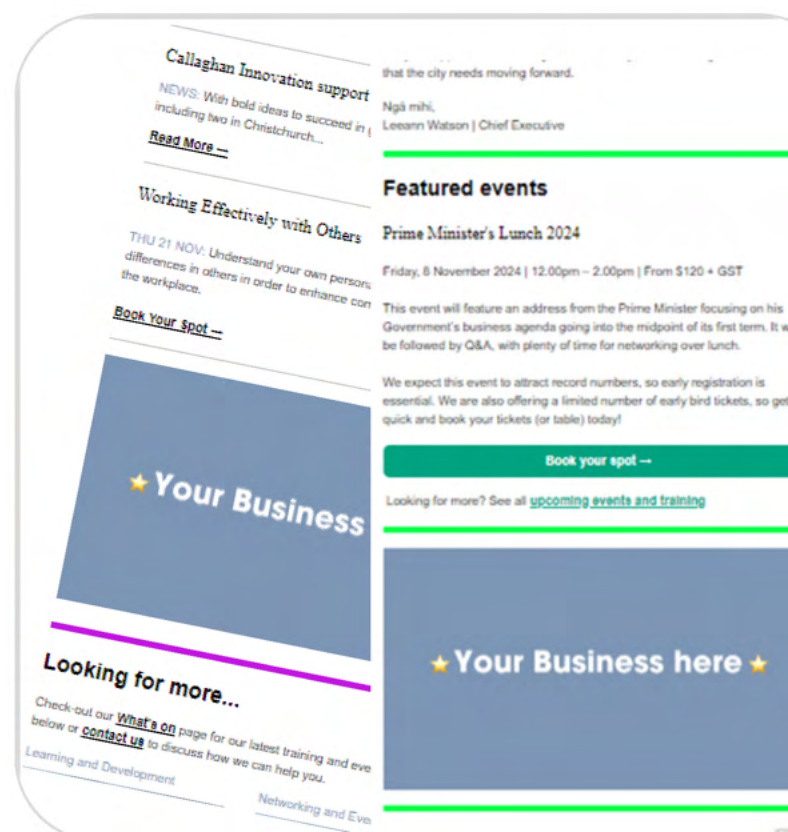 Callaghan Innovation support
NEWS: With bold ideas to succeed in
including two in Christchurch...
Read More —
Working Effectively with Others
THU 21 NOV: Understand your own
differences in others in order to enhance
the workplace.
Book Your Spot —
★ Your Business
Looking for more...
Check-out our What's on page for our latest training and
below or contact us to discuss how we can help you.
Learning and Development
Networking and
that the city needs moving forward.
Ngā mihi,
Leeann Watson | Chief Executive
Featured events
Prime Minister's Lunch 2024
Friday, 8 November 2024 | 12.00pm – 2.00pm | From $120 + GST
This event will feature an address from the Prime Minister focusing on his
Government's business agenda going into the midpoint of its first term. It
be followed by Q&A, with plenty of time for networking over lunch.
We expect this event to attract record numbers, so early registration is
essential. We are also offering a limited number of early bird tickets, so get
quick and book your tickets (or table) today!
Book your spot →
Looking for more? See all upcoming events and training
★ Your Business here ★